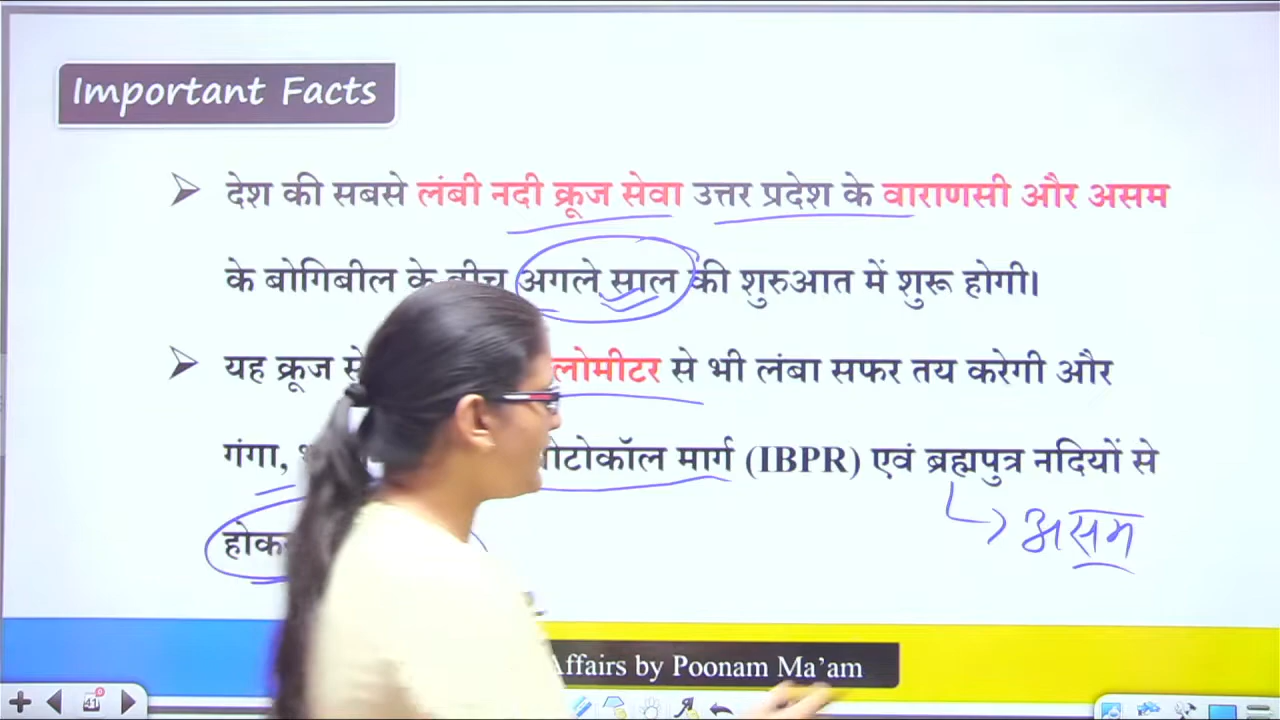 Important Facts
देश की सबसे लंबी नदी क्रूज सेवा उत्तर प्रदेश के वाराणसी और असम
के बोगिबील के बीच अगले साल की शुरुआत में शुरू होगी।
यह क्रूज लोमीटर से भी लंबा सफर तय करेगी और
गंगा, ोटोकॉल मार्ग (IBPR) एवं ब्रह्मपुत्र नदियों से
असम
होक
Affairs by Poonam Ma'am
41